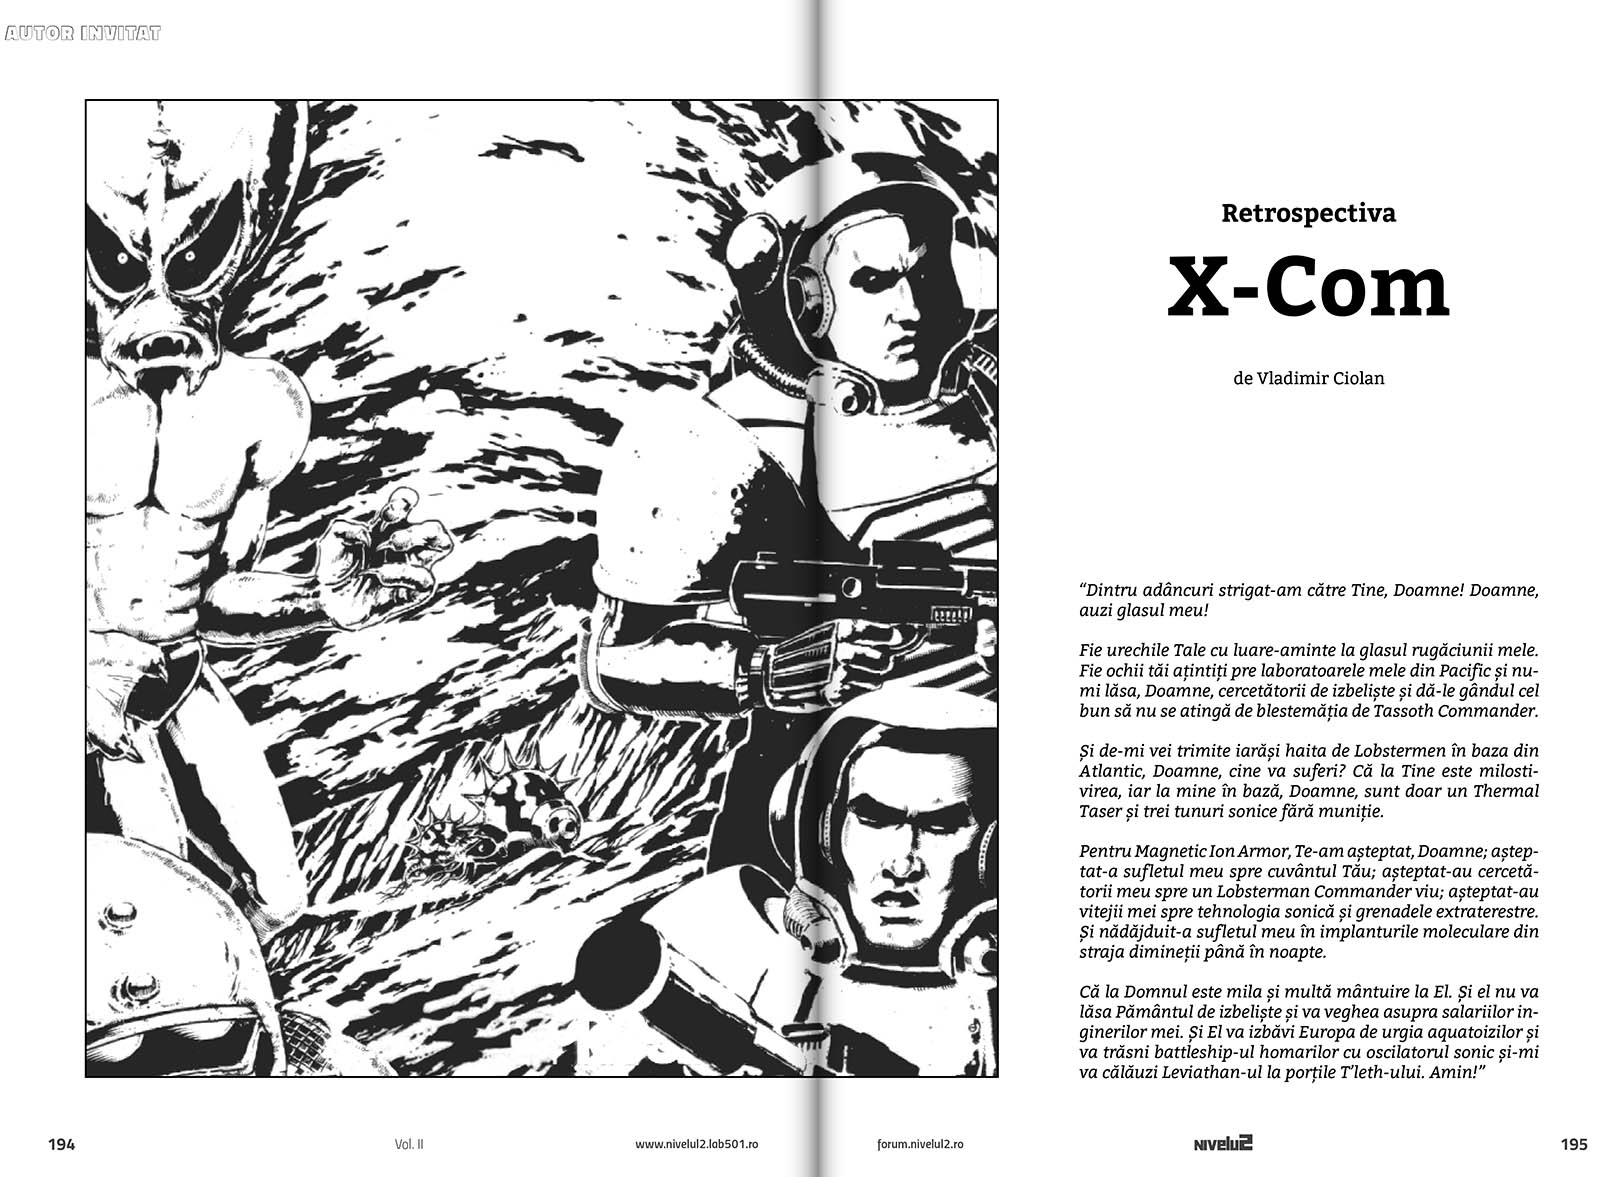 AUTOR INVITAT
Retrospectiva
X-Com
de Vladimir Ciolan
“Dintru adâncuri strigat-am către Tine, Doamne! Doamne,
auzi glasul meu!
Fie urechile Tale cu luare-aminte la glasul rugăciunii mele.
Fie ochii tăi ațintiți pre laboratoarele mele din Pacific și nu-
mi lăsa, Doamne, cercetătorii de izbeliște și dă-le gândul cel
bun să nu se atingă de blestemăția de Tassoth Commander.
Și de-mi vei trimite iarăși haita de Lobstermen în baza din
Atlantic, Doamne, cine va suferi? Că la Tine este milosti-
virea, iar la mine în bază, Doamne, sunt doar un Thermal
Taser și trei tunuri sonice fără muniție.
Pentru Magnetic Ion Armor, Te-am așteptat, Doamne; aștep-
tat-a sufletul meu spre cuvântul Tău; așteptat-au cercetă-
torii meu spre un Lobsterman Commander viu; așteptat-au
vitejii mei spre tehnologia sonică și grenadele extraterestre.
Și nădăjduit-a sufletul meu în implanturile moleculare din
straja dimineții până în noapte.
Că la Domnul este mila și multă mântuire la El. Și el nu va
lăsa Pământul de izbeliște și va veghea asupra salariilor in-
ginerilor mei. Și El va izbăvi Europa de urgia aquatoizilor și
va trăsni battleship-ul homarilor cu oscilatorul sonic și-mi
va călăuzi Leviathan-ul la porțile T’leth-ului. Amin!”
194
Vol. II
www.nivelul2.lab501.ro
forum.nivelul2.ro
NIVELU2
195